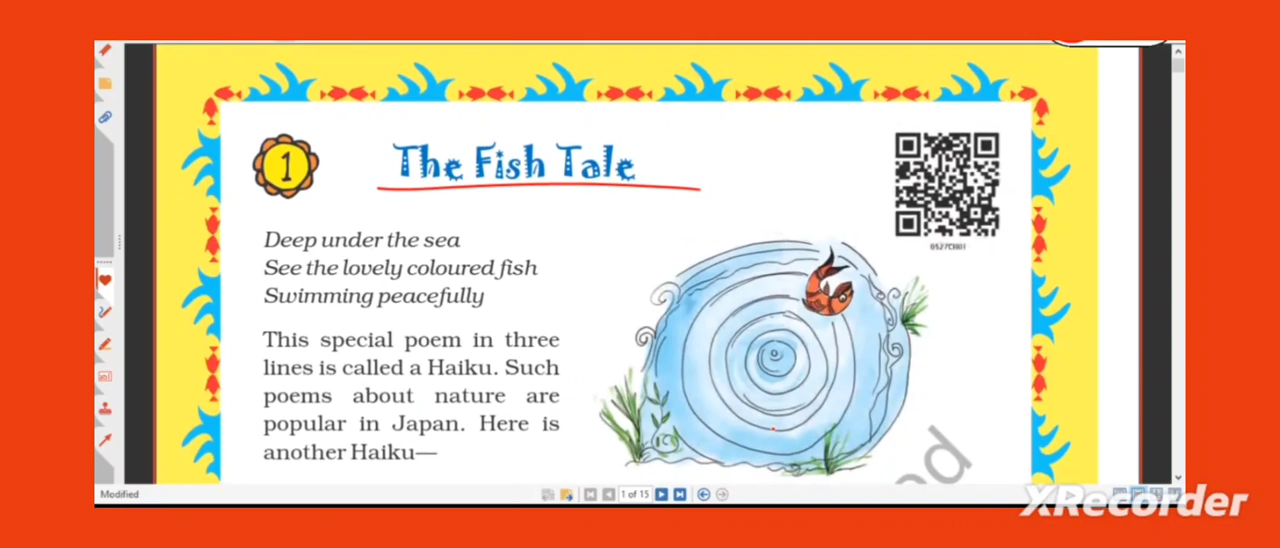 1
The Fish Tale
Deep under the sea
See the lovely coloured fish
Swimming peacefully
This special poem in three
lines is called a Haiku. Such
poems about nature are
popular in Japan. Here is
another Haiku—
Modified
1 of 15
XRecorder